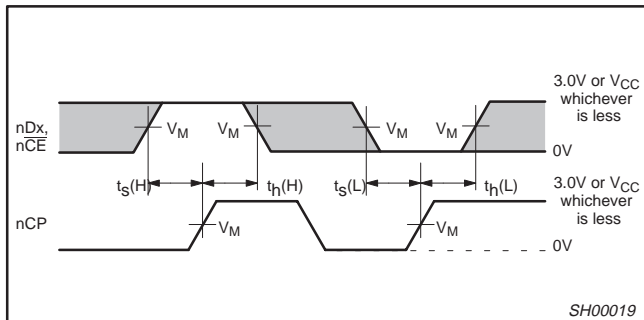 3.0V or VCC
whichever
is less
nDx,
nCE
VM
VM
VM
VM
0V
ts(H)
th(H)
ts(L)
th(L)
3.0V or VCC
whichever
is less
nCP
VM
VM
0V
SH00019